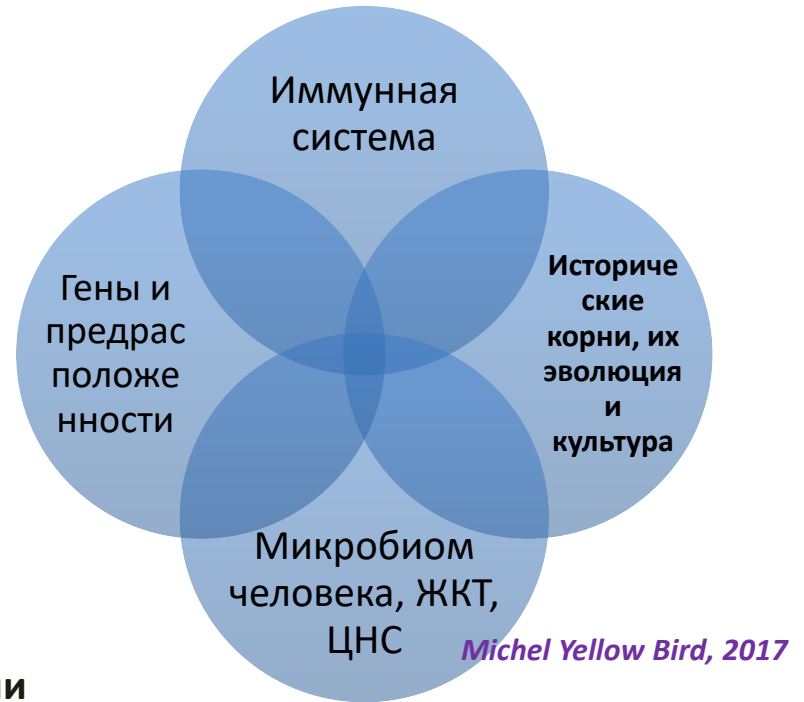 Иммунная
система
Гены и
предрас
положе
нности
Историче
ские
корни, их
эволюция
и
культура
Микробиом
человека, ЖКТ,
ЦНС
Michel Yellow Bird, 2017
ии